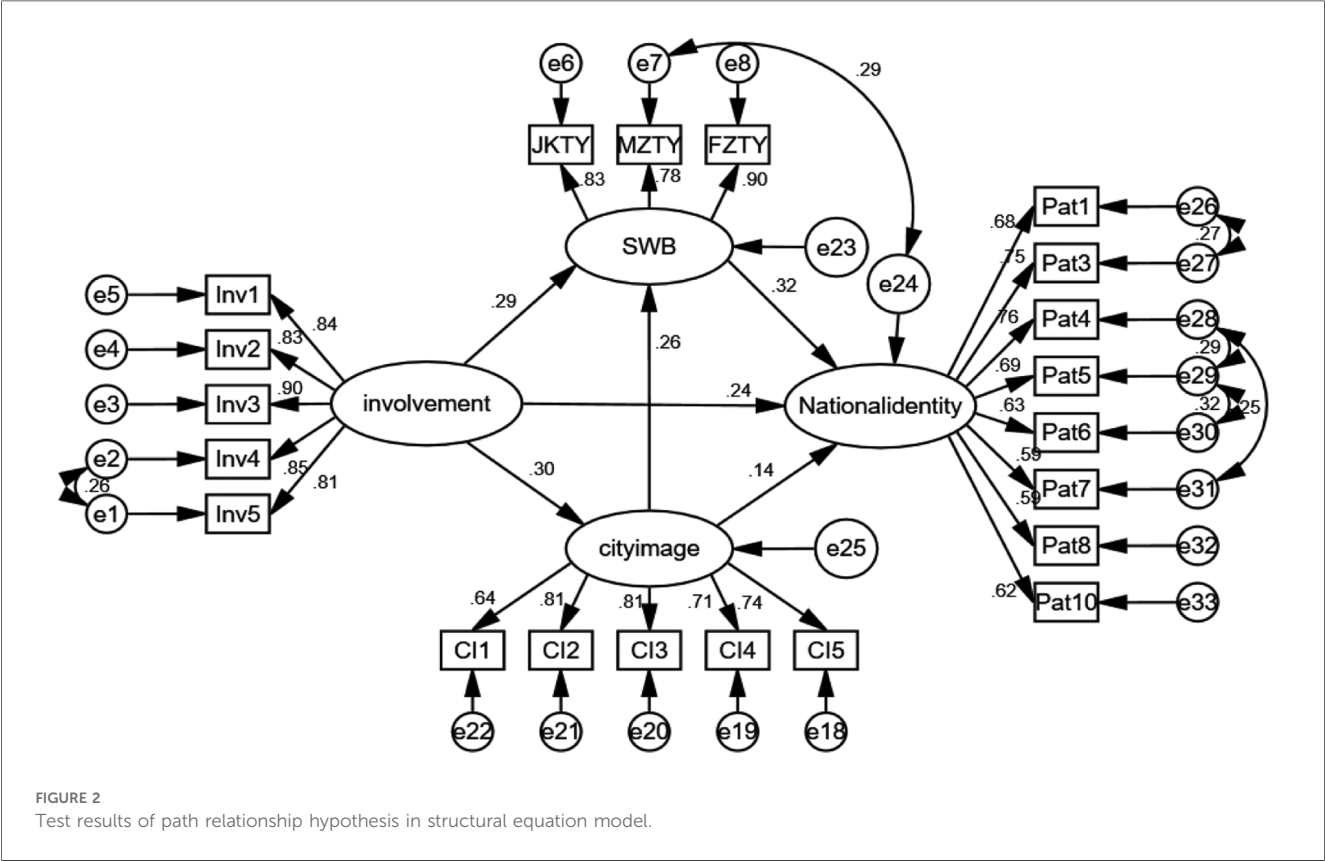 e6
e7
e8
.29
JKTY
MZTY
FZTY
.83
.78
.90
SWB
e23
e24
.32
.29
.26
e5
Inv1
.84
e4
Inv2
.83
e3
Inv3
.90
e2
Inv4
.85
.26
e1
Inv5
.81
involvement
.24
Nationalidentity
.30
.14
cityimage
e25
.64
.81
.81
.71
.74
CI1
CI2
CI3
CI4
CI5
e22
e21
e20
e19
e18
.68
Pat1
e26
.27
.75
Pat3
e27
.76
Pat4
e28
.29
.69
Pat5
e29
.32
.25
.63
Pat6
e30
.59
Pat7
e31
.59
Pat8
e32
.62
Pat10
e33
FIGURE 2
Test results of path relationship hypothesis in structural equation model.